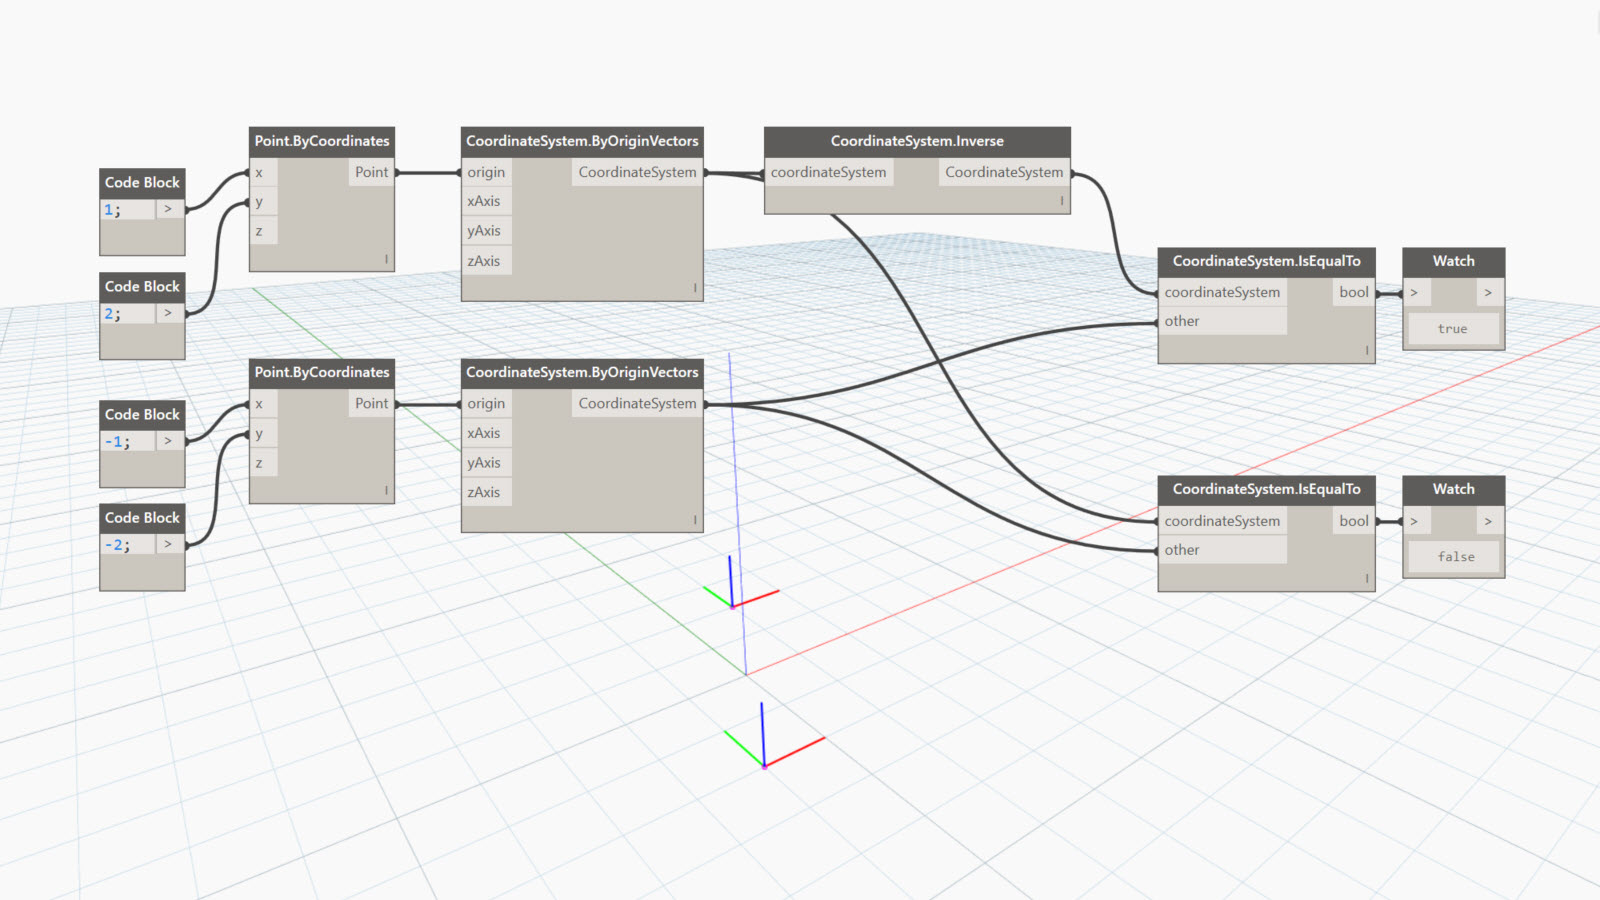 Code Block
1; >
Code Block
2; >
Point.ByCoordinates
x Point
y
z
l
CoordinateSystem.ByOriginVectors
origin CoordinateSystem
xAxis
yAxis
zAxis
l
CoordinateSystem.Inverse
coordinateSystem CoordinateSystem
l
Code Block
-1; >
Code Block
-2; >
Point.ByCoordinates
x Point
y
z
l
CoordinateSystem.ByOriginVectors
origin CoordinateSystem
xAxis
yAxis
zAxis
l
CoordinateSystem.IsEqualTo
coordinateSystem bool
other
l
Watch
> >
true
CoordinateSystem.IsEqualTo
coordinateSystem bool
other
l
Watch
> >
false